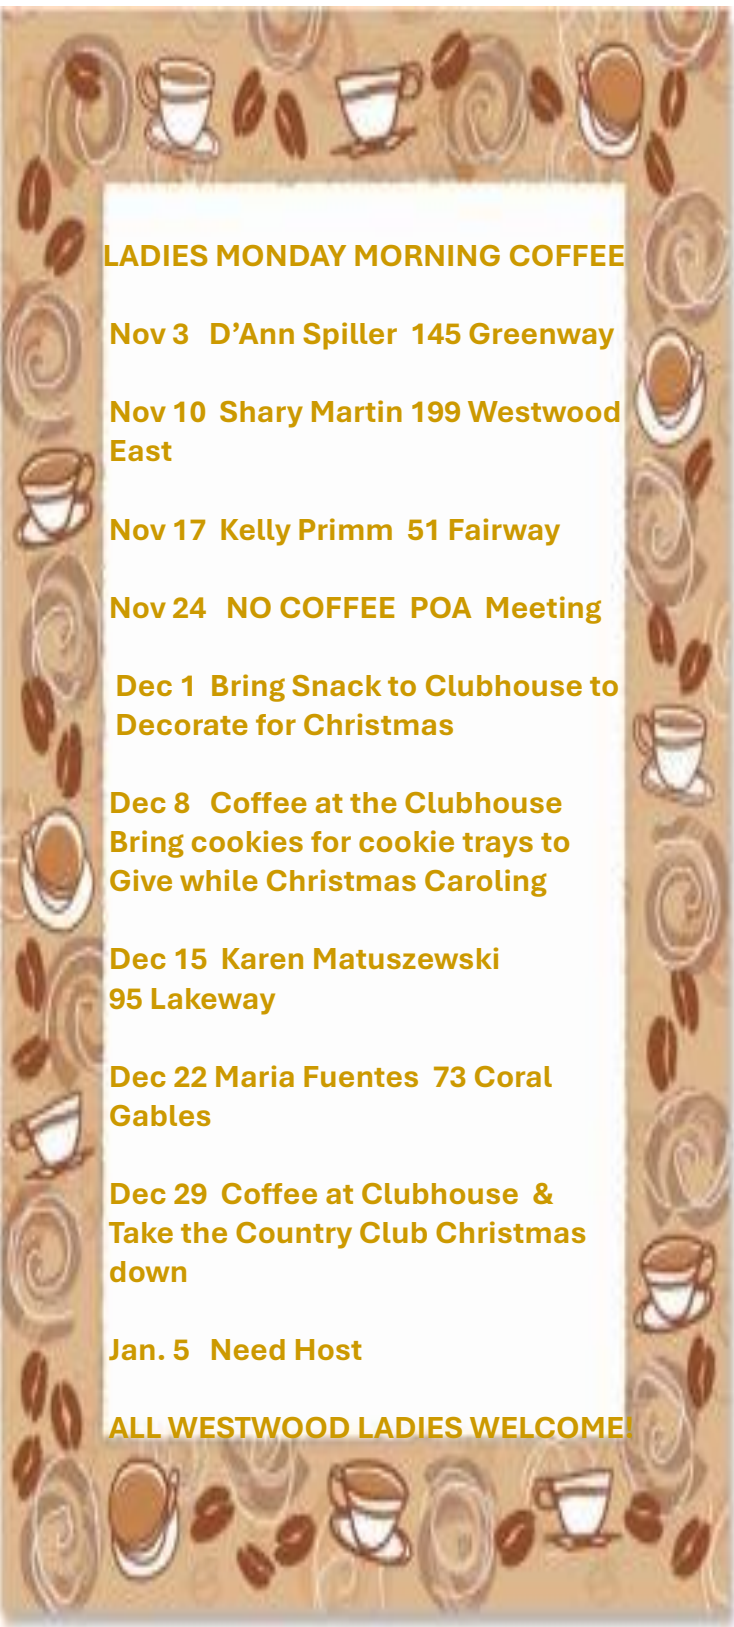 LADIES MONDAY MORNING COFFEE
Nov 3 D’Ann Spiller 145 Greenway
Nov 10 Shary Martin 199 Westwood
East
Nov 17 Kelly Primm 51 Fairway
Nov 24 NO COFFEE POA Meeting
Dec 1 Bring Snack to Clubhouse to
Decorate for Christmas
Dec 8 Coffee at the Clubhouse
Bring cookies for cookie trays to
Give while Christmas Caroling
Dec 15 Karen Matuszewski
95 Lakeway
Dec 22 Maria Fuentes 73 Coral
Gables
Dec 29 Coffee at Clubhouse &
Take the Country Club Christmas
down
Jan. 5 Need Host
ALL WESTWOOD LADIES WELCOME!